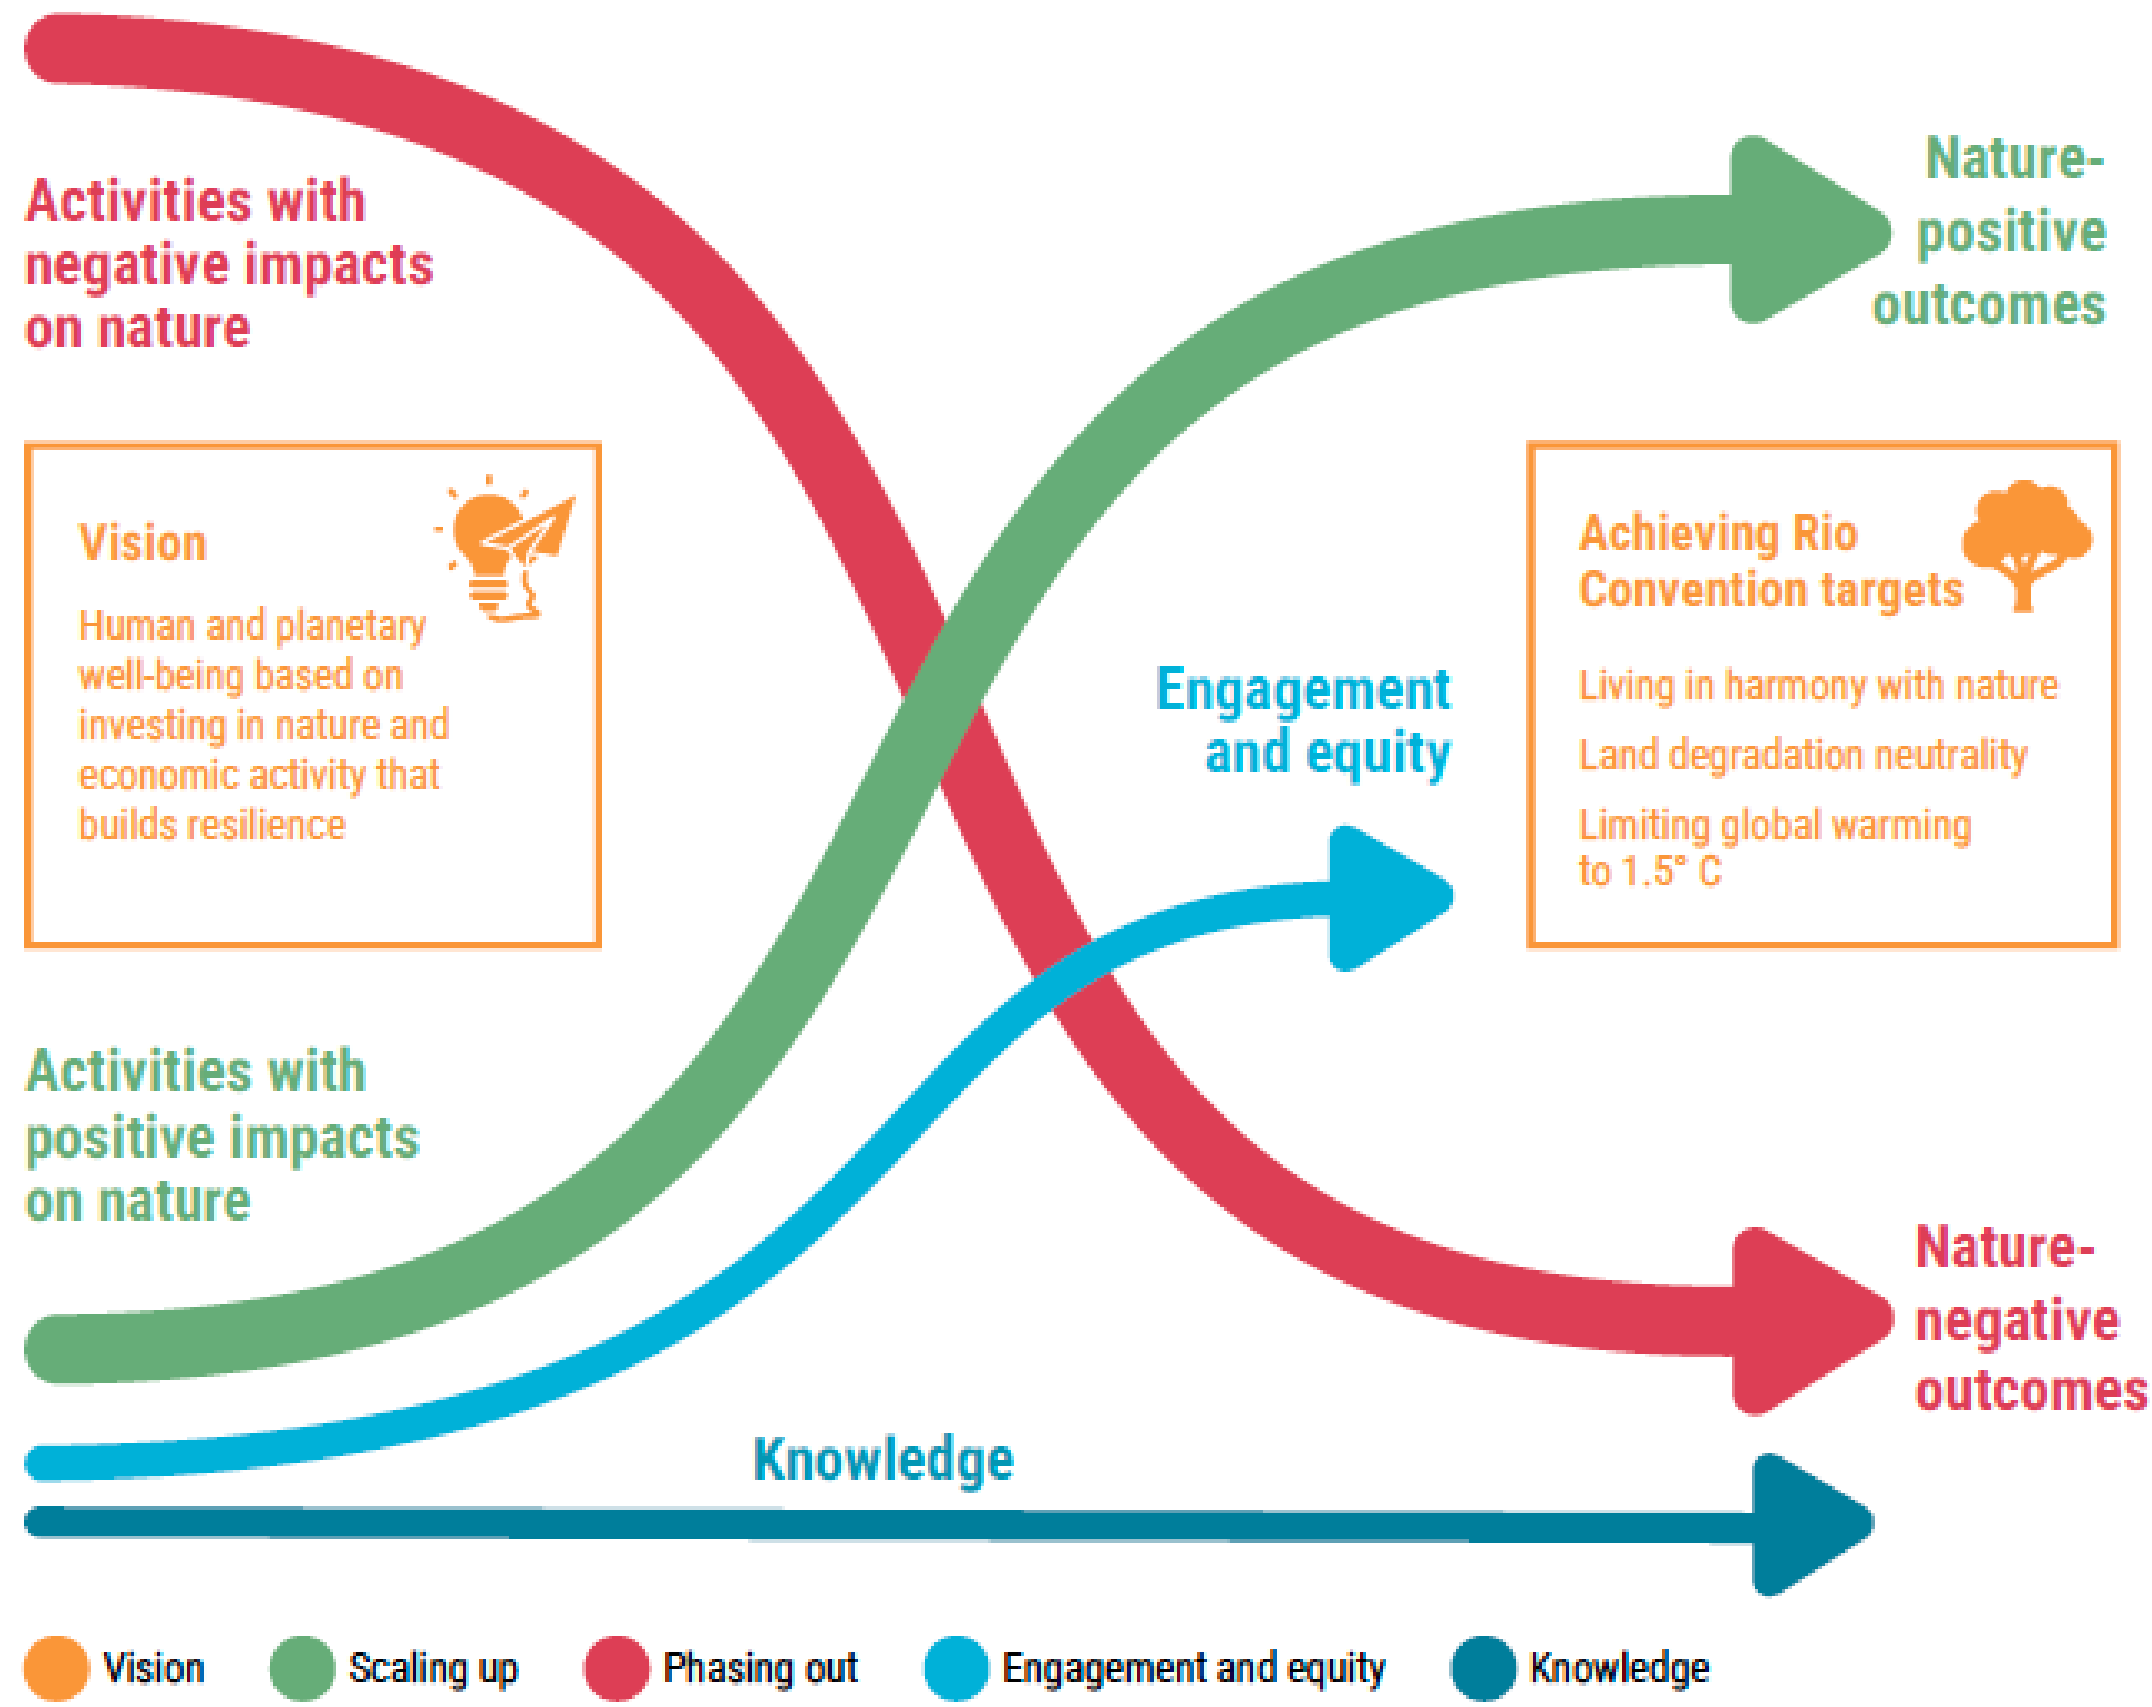 Activities with
negative impacts
on nature
Nature-
positive
outcomes
Vision
Human and planetary
well-being based on
investing in nature and
economic activity that
builds resilience
Achieving Rio
Convention targets
Living in harmony with nature
Land degradation neutrality
Limiting global warming
to 1.5° C
Engagement
and equity
Activities with
positive impacts
on nature
Nature-
negative
outcomes
Knowledge
Vision
Scaling up
Phasing out
Engagement and equity
Knowledge